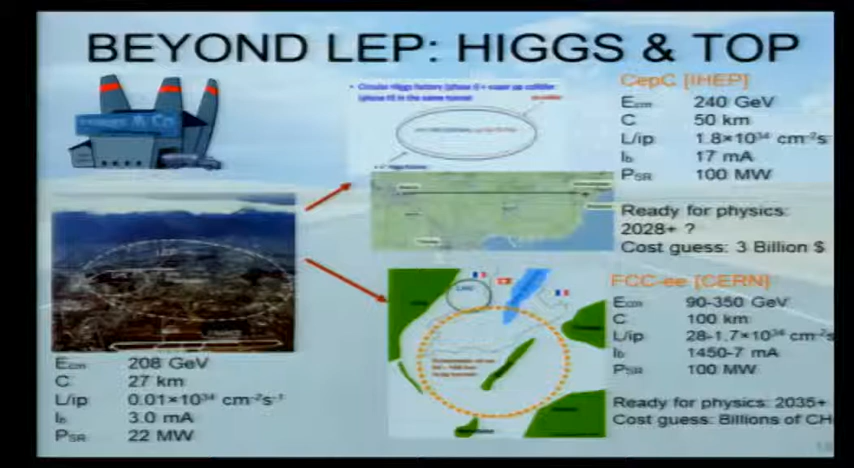 BEYOND LEP: HIGGS & TOP
CepC [IHEP]
Ecm 240 GeV
C 50 km
L/ip 1.8×10³⁴ cm⁻²s
Ib 17 mA
PSR 100 MW
Ready for physics:
2028+ ?
Cost guess: 3 Billion $
FCC-ee [CERN]
Ecm 90-350 GeV
C 100 km
L/ip 28-1.7×10³⁴ cm⁻²s
Ib 1450-7 mA
PSR 100 MW
Ready for physics: 2035+
Cost guess: Billions of CH
Ecm 208 GeV
C 27 km
L/ip 0.01×10³⁴ cm⁻²s⁻¹
Ib 3.0 mA
PSR 22 MW